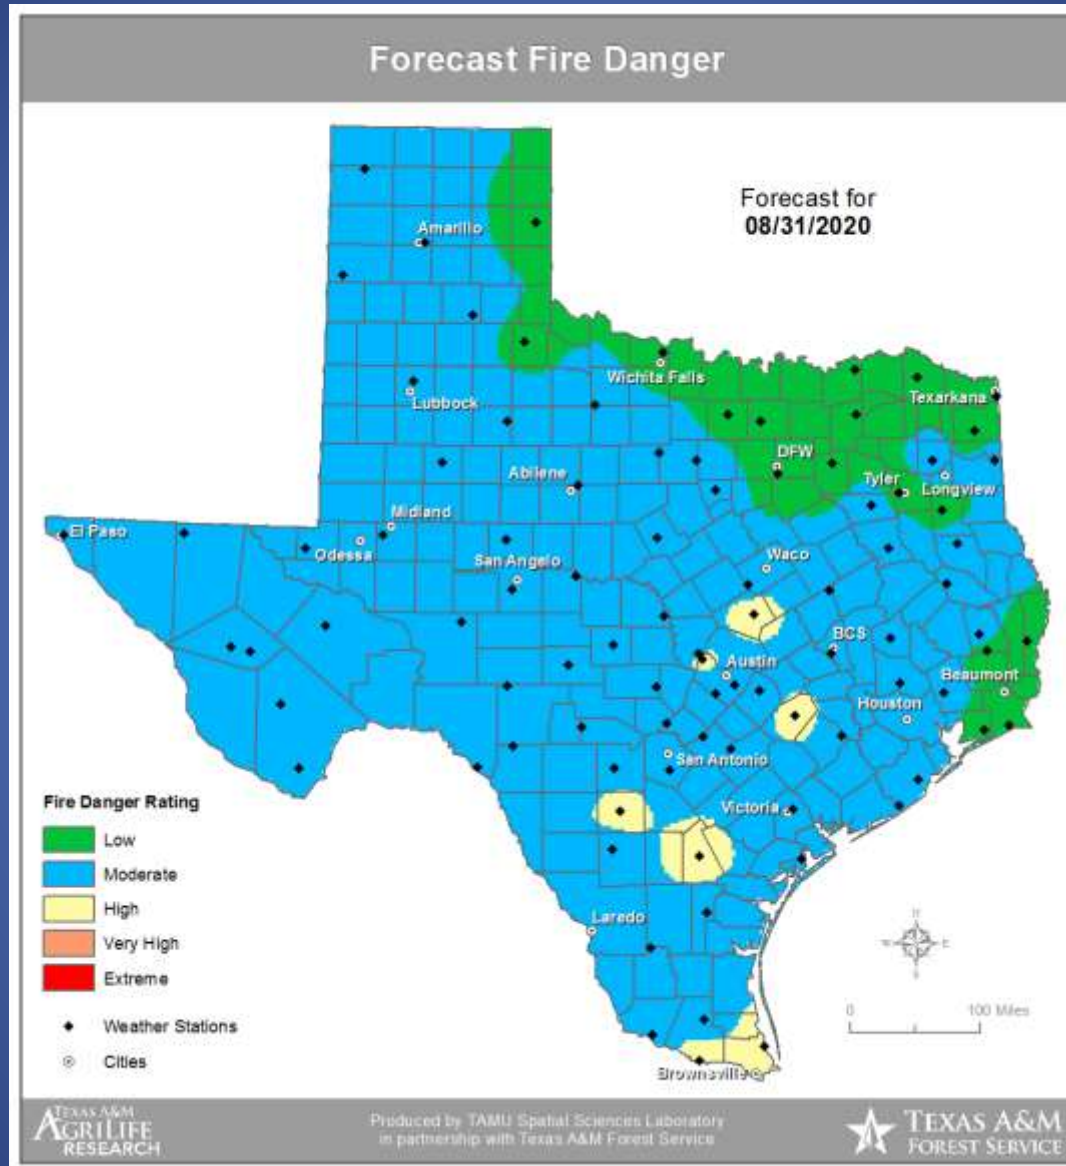 Forecast Fire Danger
Forecast for
08/31/2020
Amarillo
Wichita Falls
Texarkana
Lubbock
DFW
Abilene
Tyler
Longview
Midland
El Paso
Odessa
San Angelo
Waco
BCS
Austin
Beaumont
Houston
San Antonio
Victoria
Laredo
Brownsville
Fire Danger Rating
Low
Moderate
High
Very High
Extreme
Weather Stations
Cities
N
W E
S
0 100 Miles
TEXAS A&M
AGRILIFE
RESEARCH
Produced by TAMU Spatial Sciences Laboratory
in partnership with Texas A&M Forest Service
TEXAS A&M
FOREST SERVICE